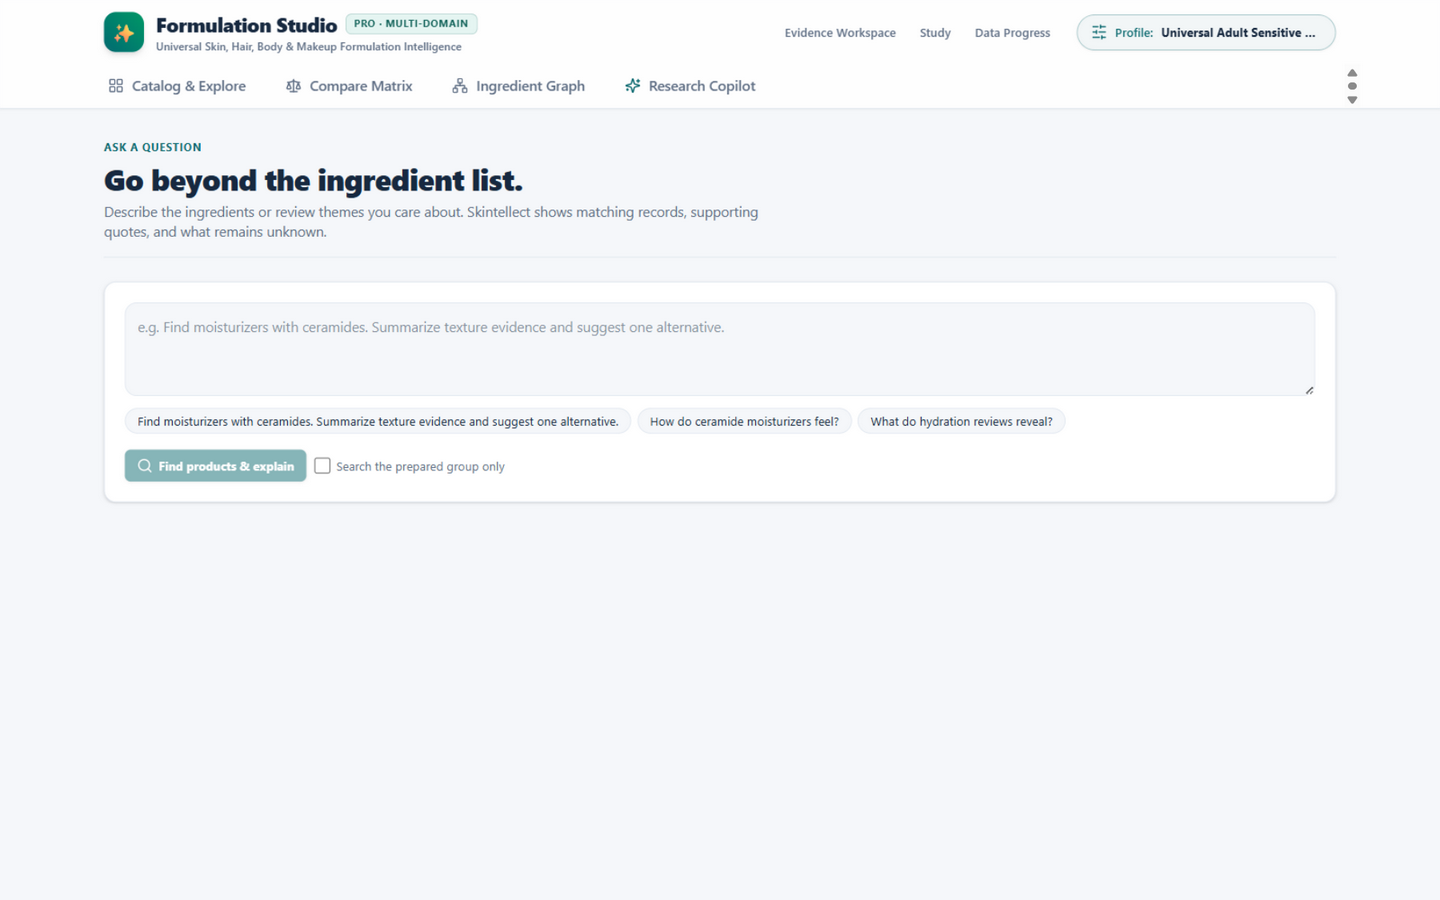 Formulation Studio
PRO · MULTI-DOMAIN
Universal Skin, Hair, Body & Makeup Formulation Intelligence
Evidence Workspace
Study
Data Progress
Profile: Universal Adult Sensitive ...
Catalog & Explore
Compare Matrix
Ingredient Graph
Research Copilot
ASK A QUESTION
Go beyond the ingredient list.
Describe the ingredients or review themes you care about. Skintellect shows matching records, supporting
quotes, and what remains unknown.
e.g. Find moisturizers with ceramides. Summarize texture evidence and suggest one alternative.
Find moisturizers with ceramides. Summarize texture evidence and suggest one alternative.
How do ceramide moisturizers feel?
What do hydration reviews reveal?
Find products & explain
Search the prepared group only